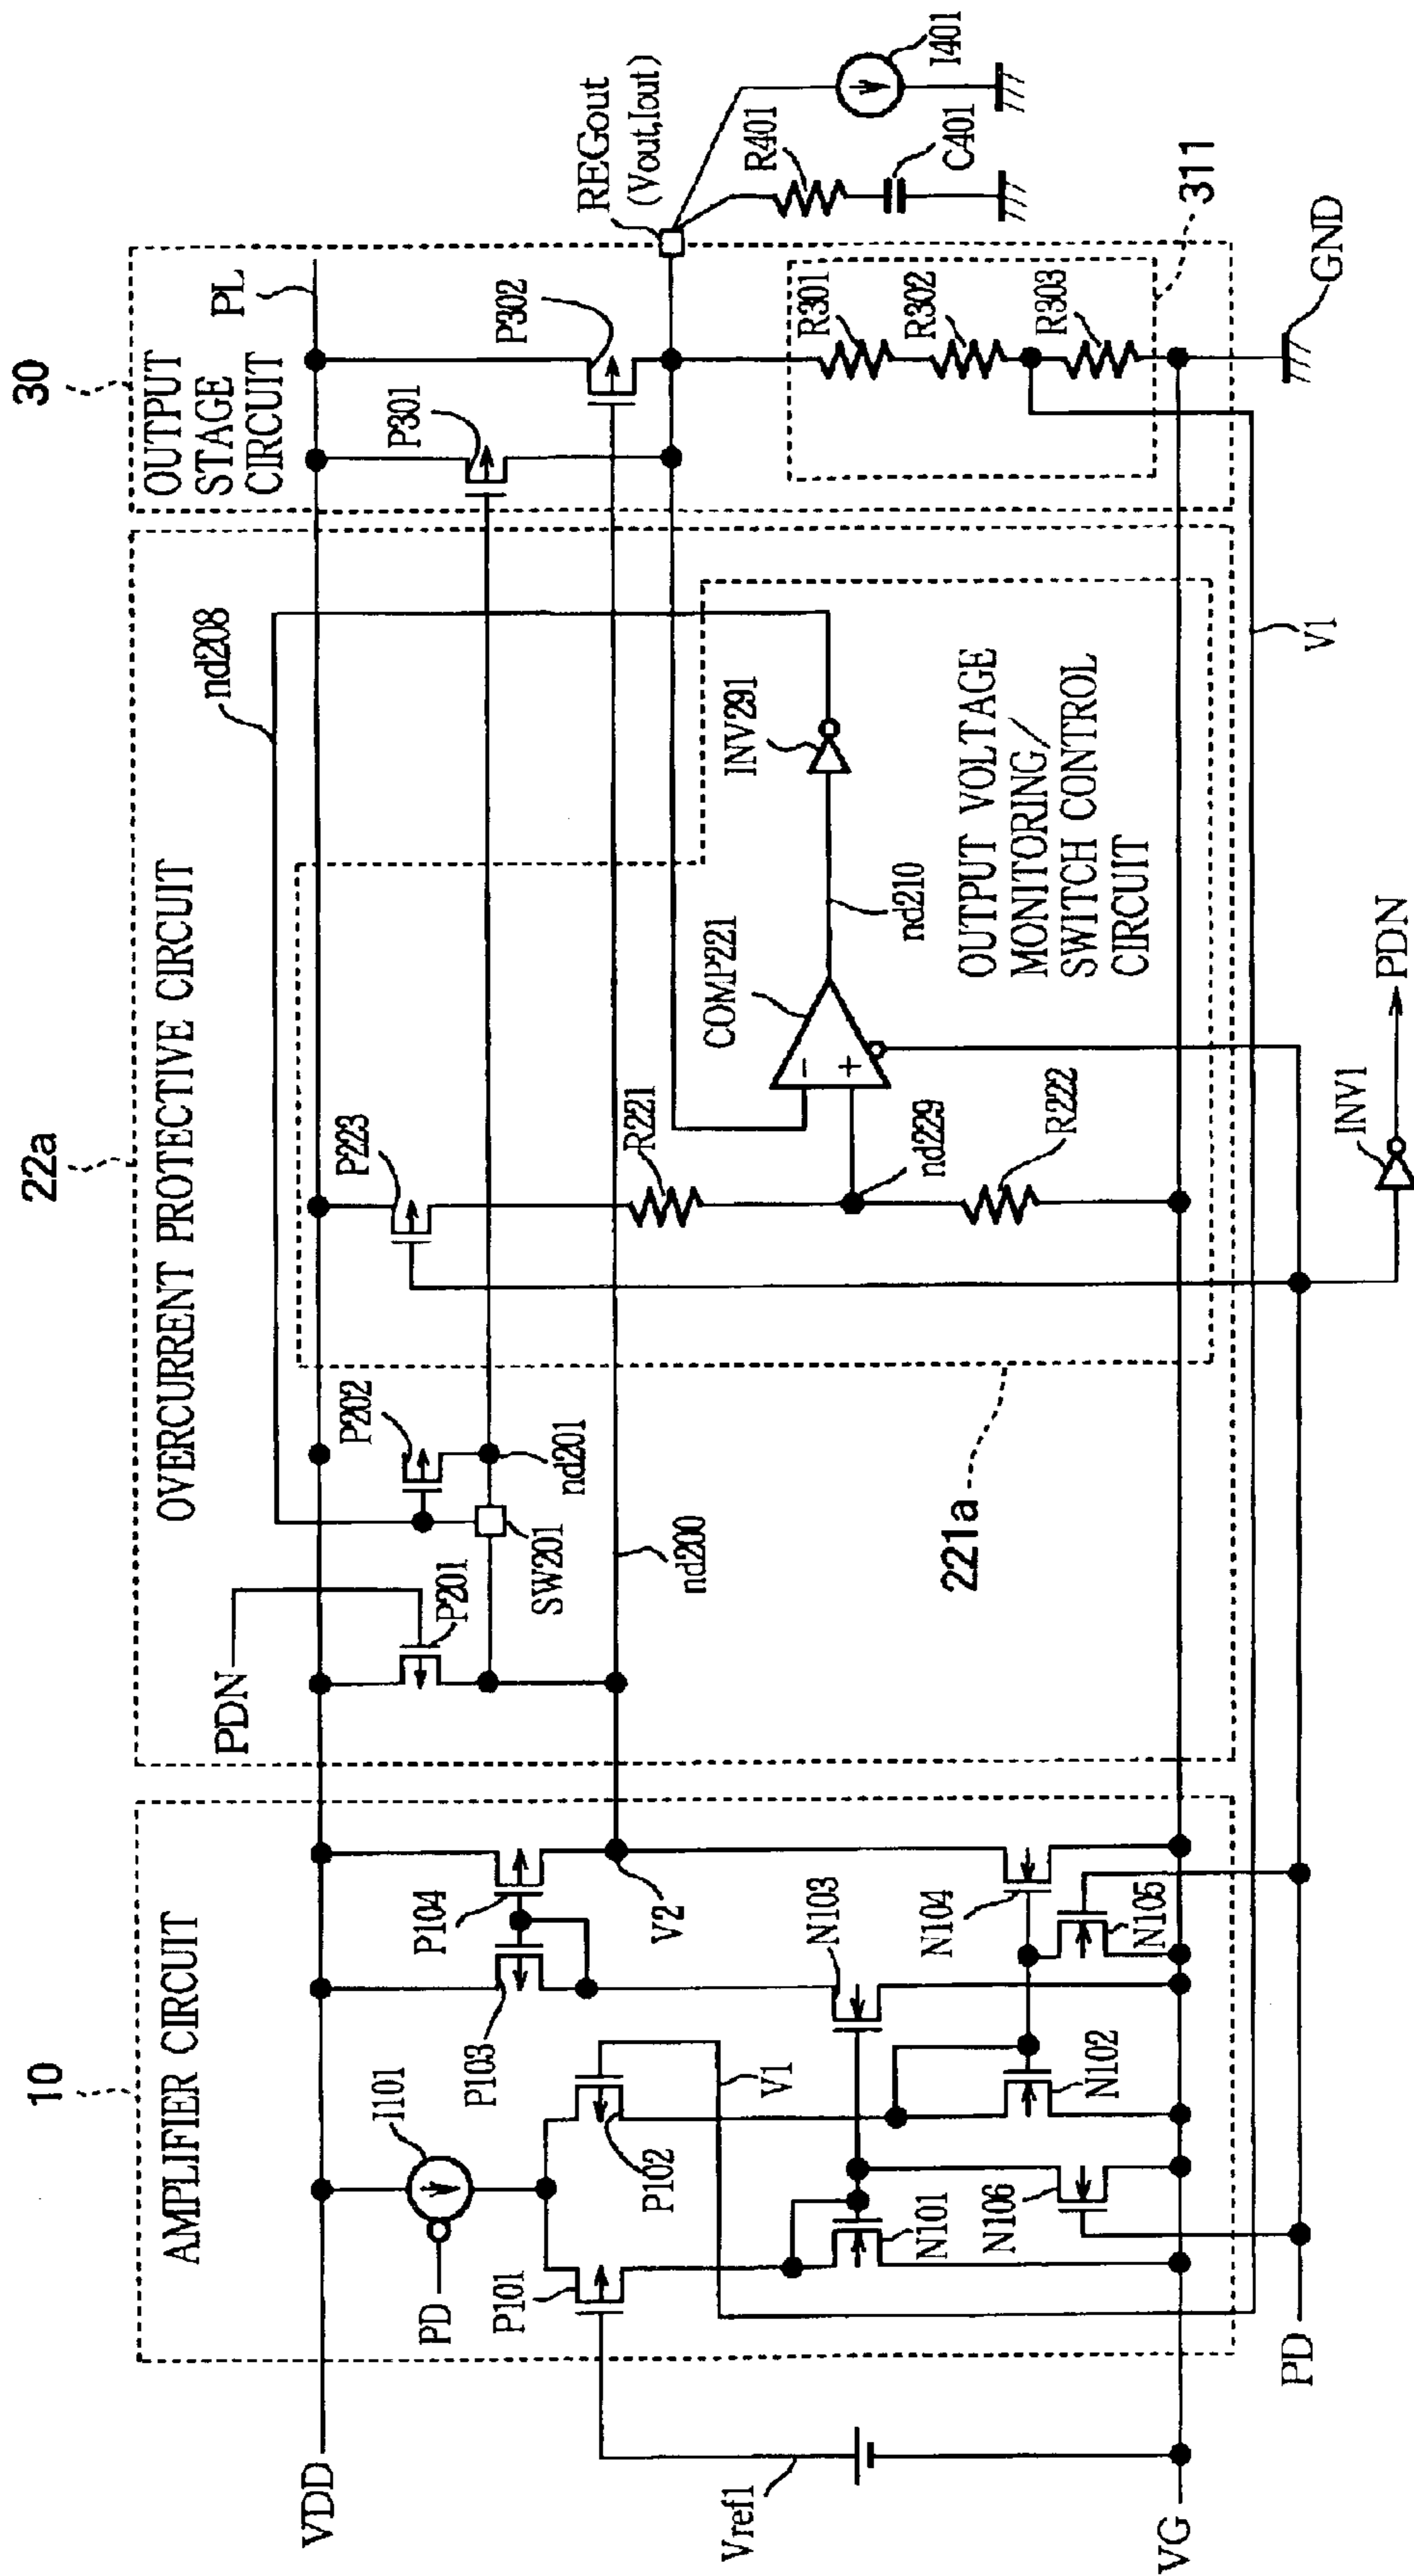 10
AMPLIFIER CIRCUIT
VDD
PD
I101
P101
P102
V1
P103
P104
V2
N103
N101
N106
N102
N104
N105
Vref1
VG
PD
22a
OVERCURRENT PROTECTIVE CIRCUIT
PDN
P201
P202
SW201
nd201
nd200
nd208
221a
P223
R221
nd229
R222
COMP221
nd210
INV291
OUTPUT VOLTAGE
MONITORING/
SWITCH CONTROL
CIRCUIT
INV1
PDN
V1
30
OUTPUT
STAGE
CIRCUIT
PL
P301
P302
REGout
(Vout,Iout)
R301
R302
R303
311
GND
R401
C401
I401